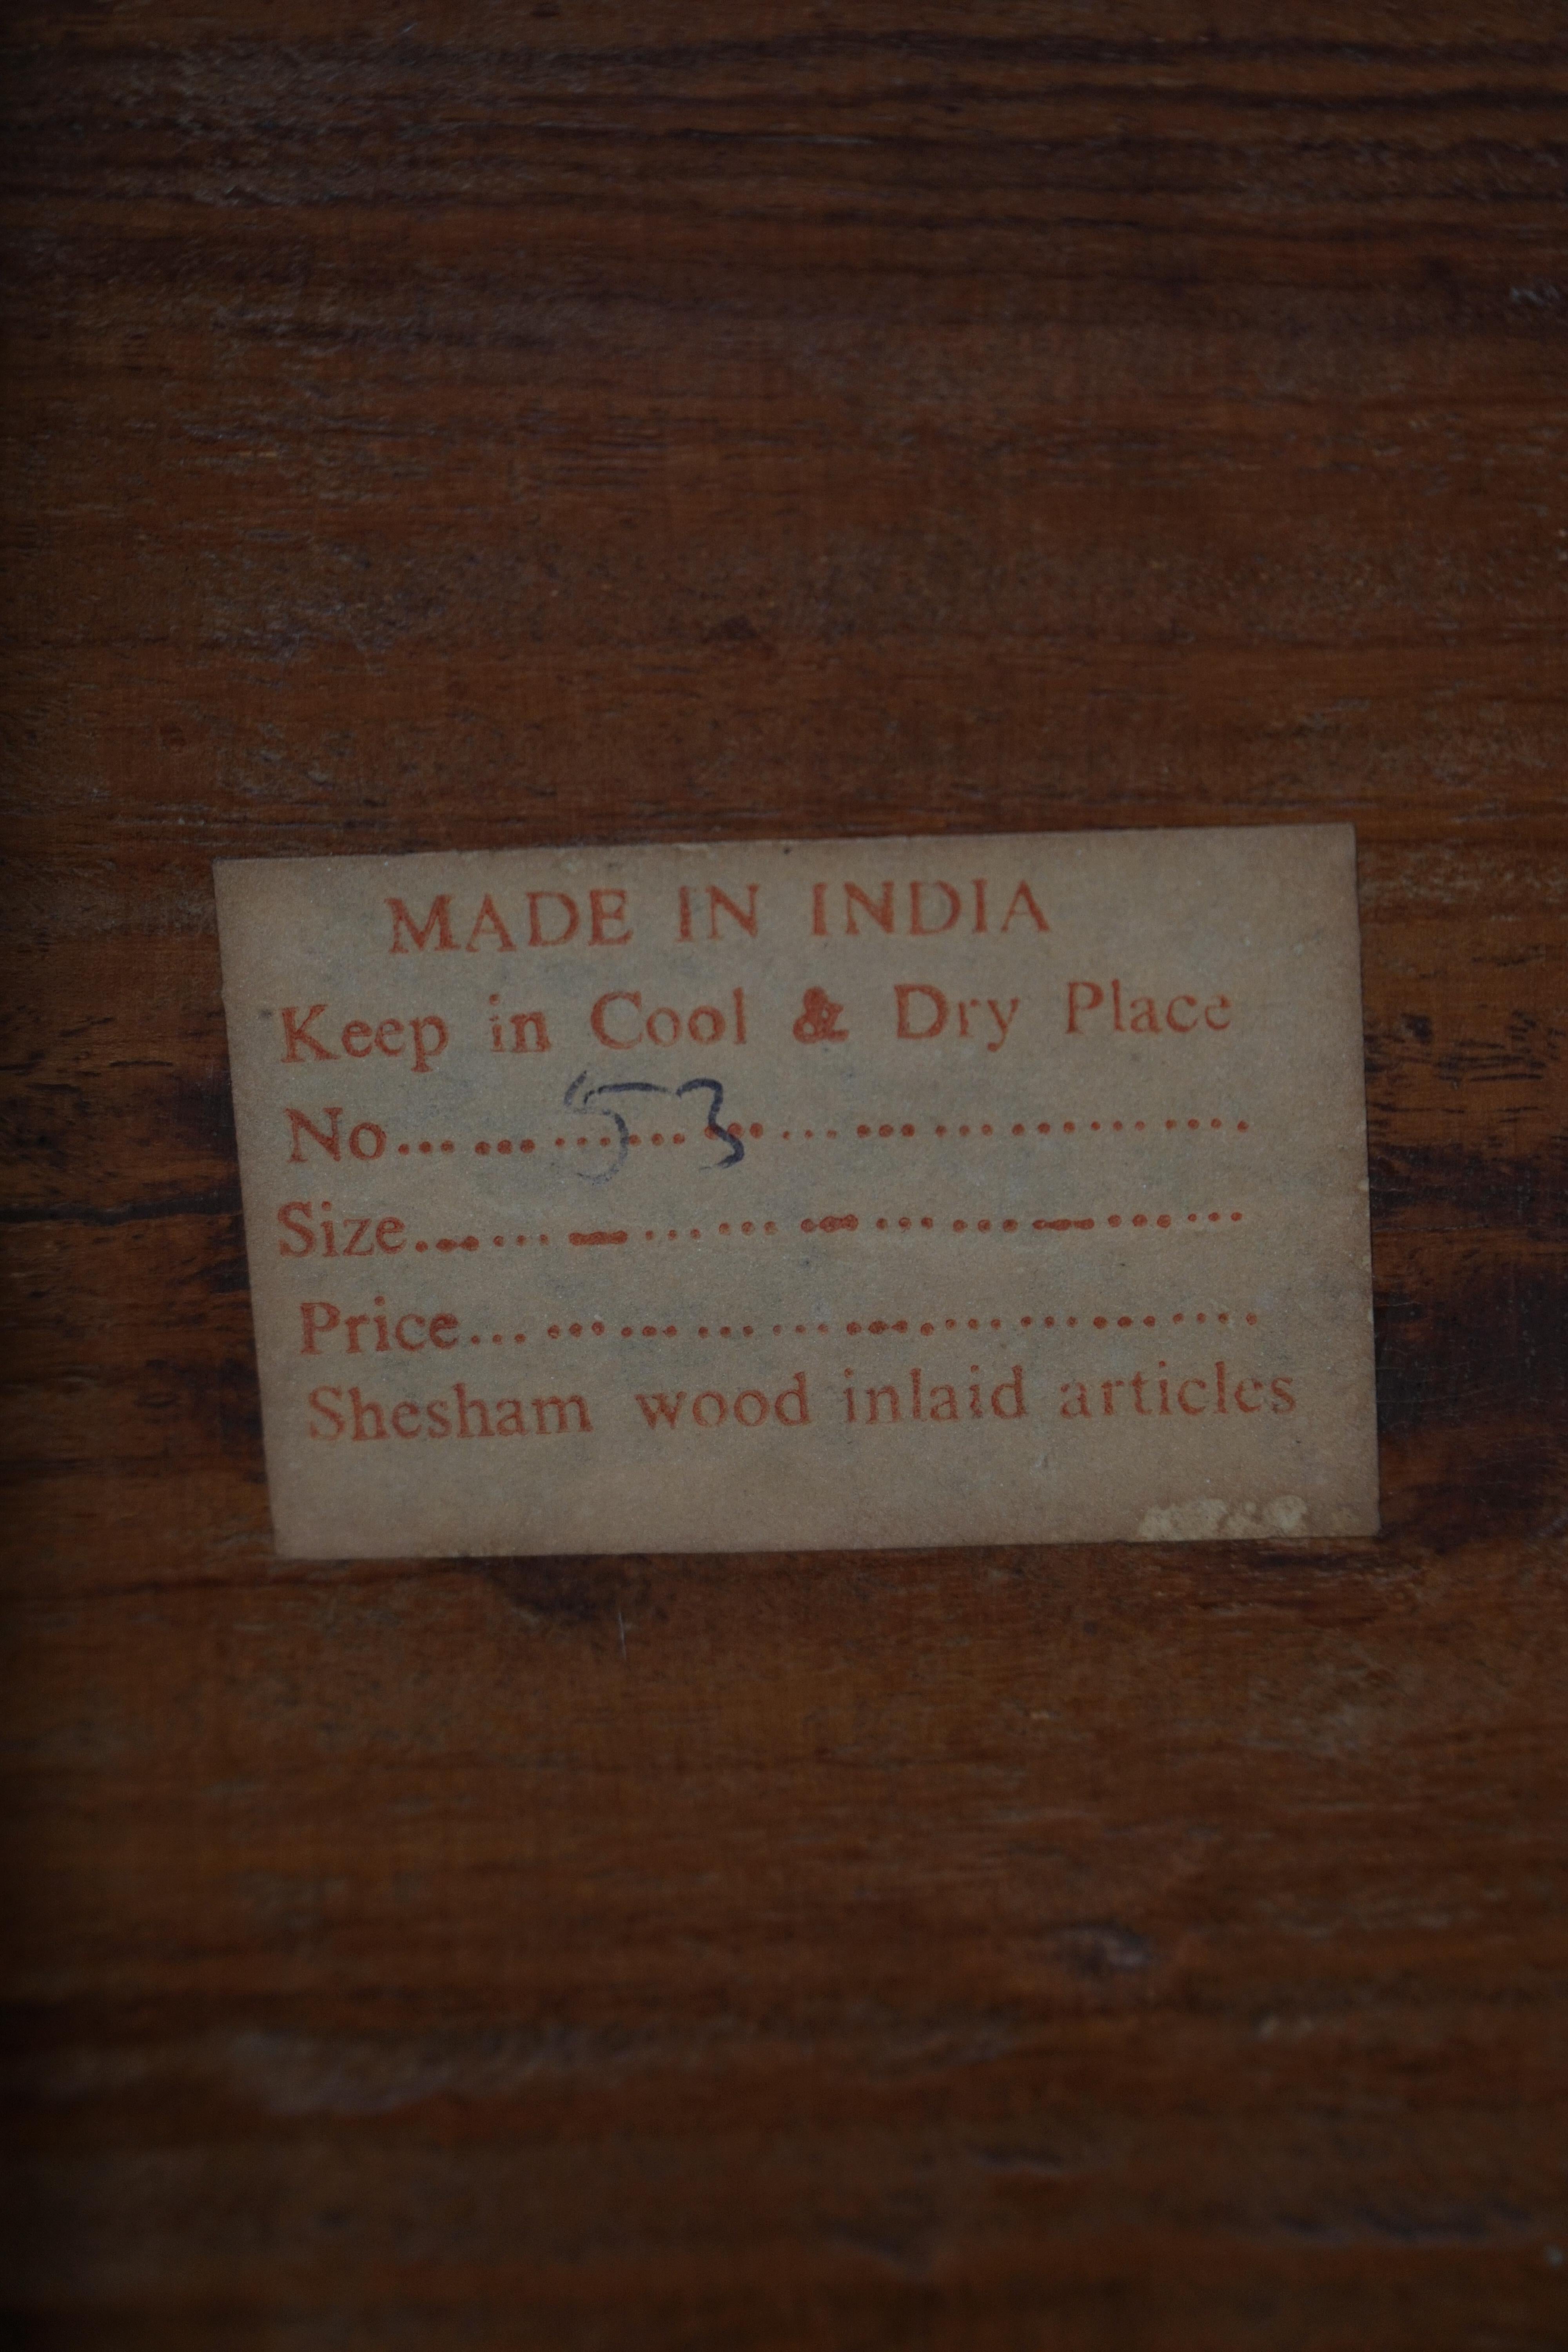 MADE IN INDIA
Keep in Cool & Dry Place
No.......53..............................
Size.......................................
Price.......................................
Shesham wood inlaid articles